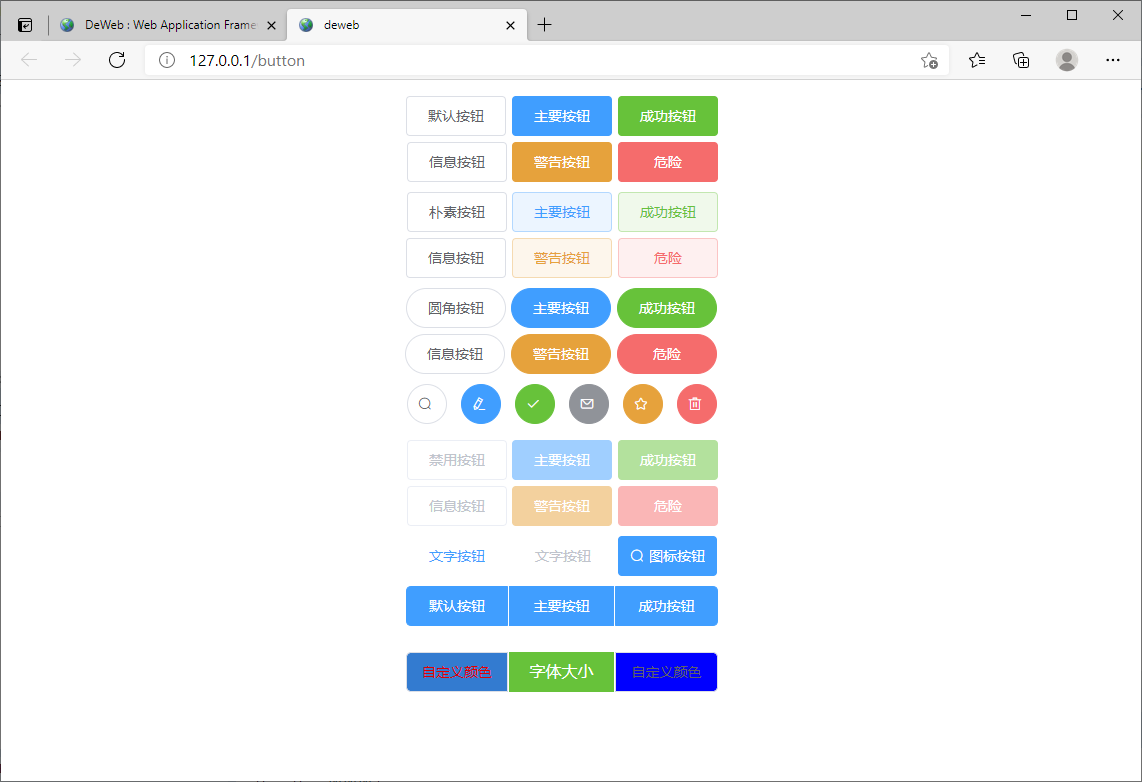 DeWeb : Web Application Frame
deweb
127.0.0.1/button
默认按钮 主要按钮 成功按钮
信息按钮 警告按钮 危险
朴素按钮 主要按钮 成功按钮
信息按钮 警告按钮 危险
圆角按钮 主要按钮 成功按钮
信息按钮 警告按钮 危险
禁用按钮 主要按钮 成功按钮
信息按钮 警告按钮 危险
文字按钮 文字按钮 图标按钮
默认按钮 主要按钮 成功按钮
自定义颜色 字体大小 自定义颜色